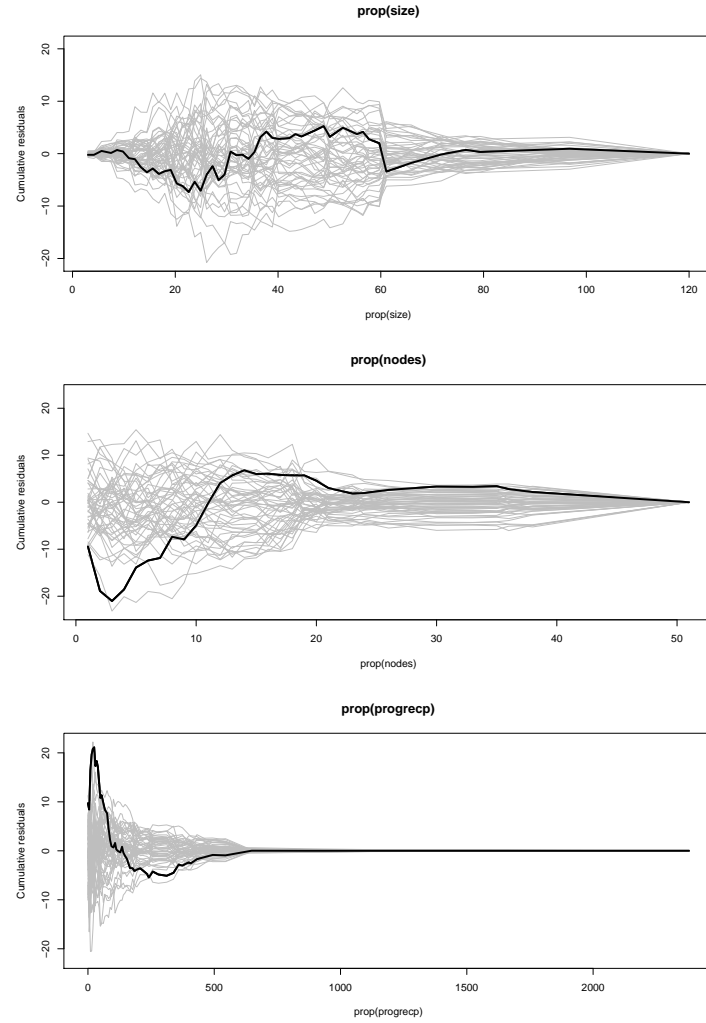 prop(size)
Cumulative residuals
20
10
0
−10
−20
0 20 40 60 80 100 120
prop(size)
prop(nodes)
Cumulative residuals
20
10
0
−10
−20
0 10 20 30 40 50
prop(nodes)
prop(progrecp)
Cumulative residuals
20
10
0
−10
−20
0 500 1000 1500 2000
prop(progrecp)